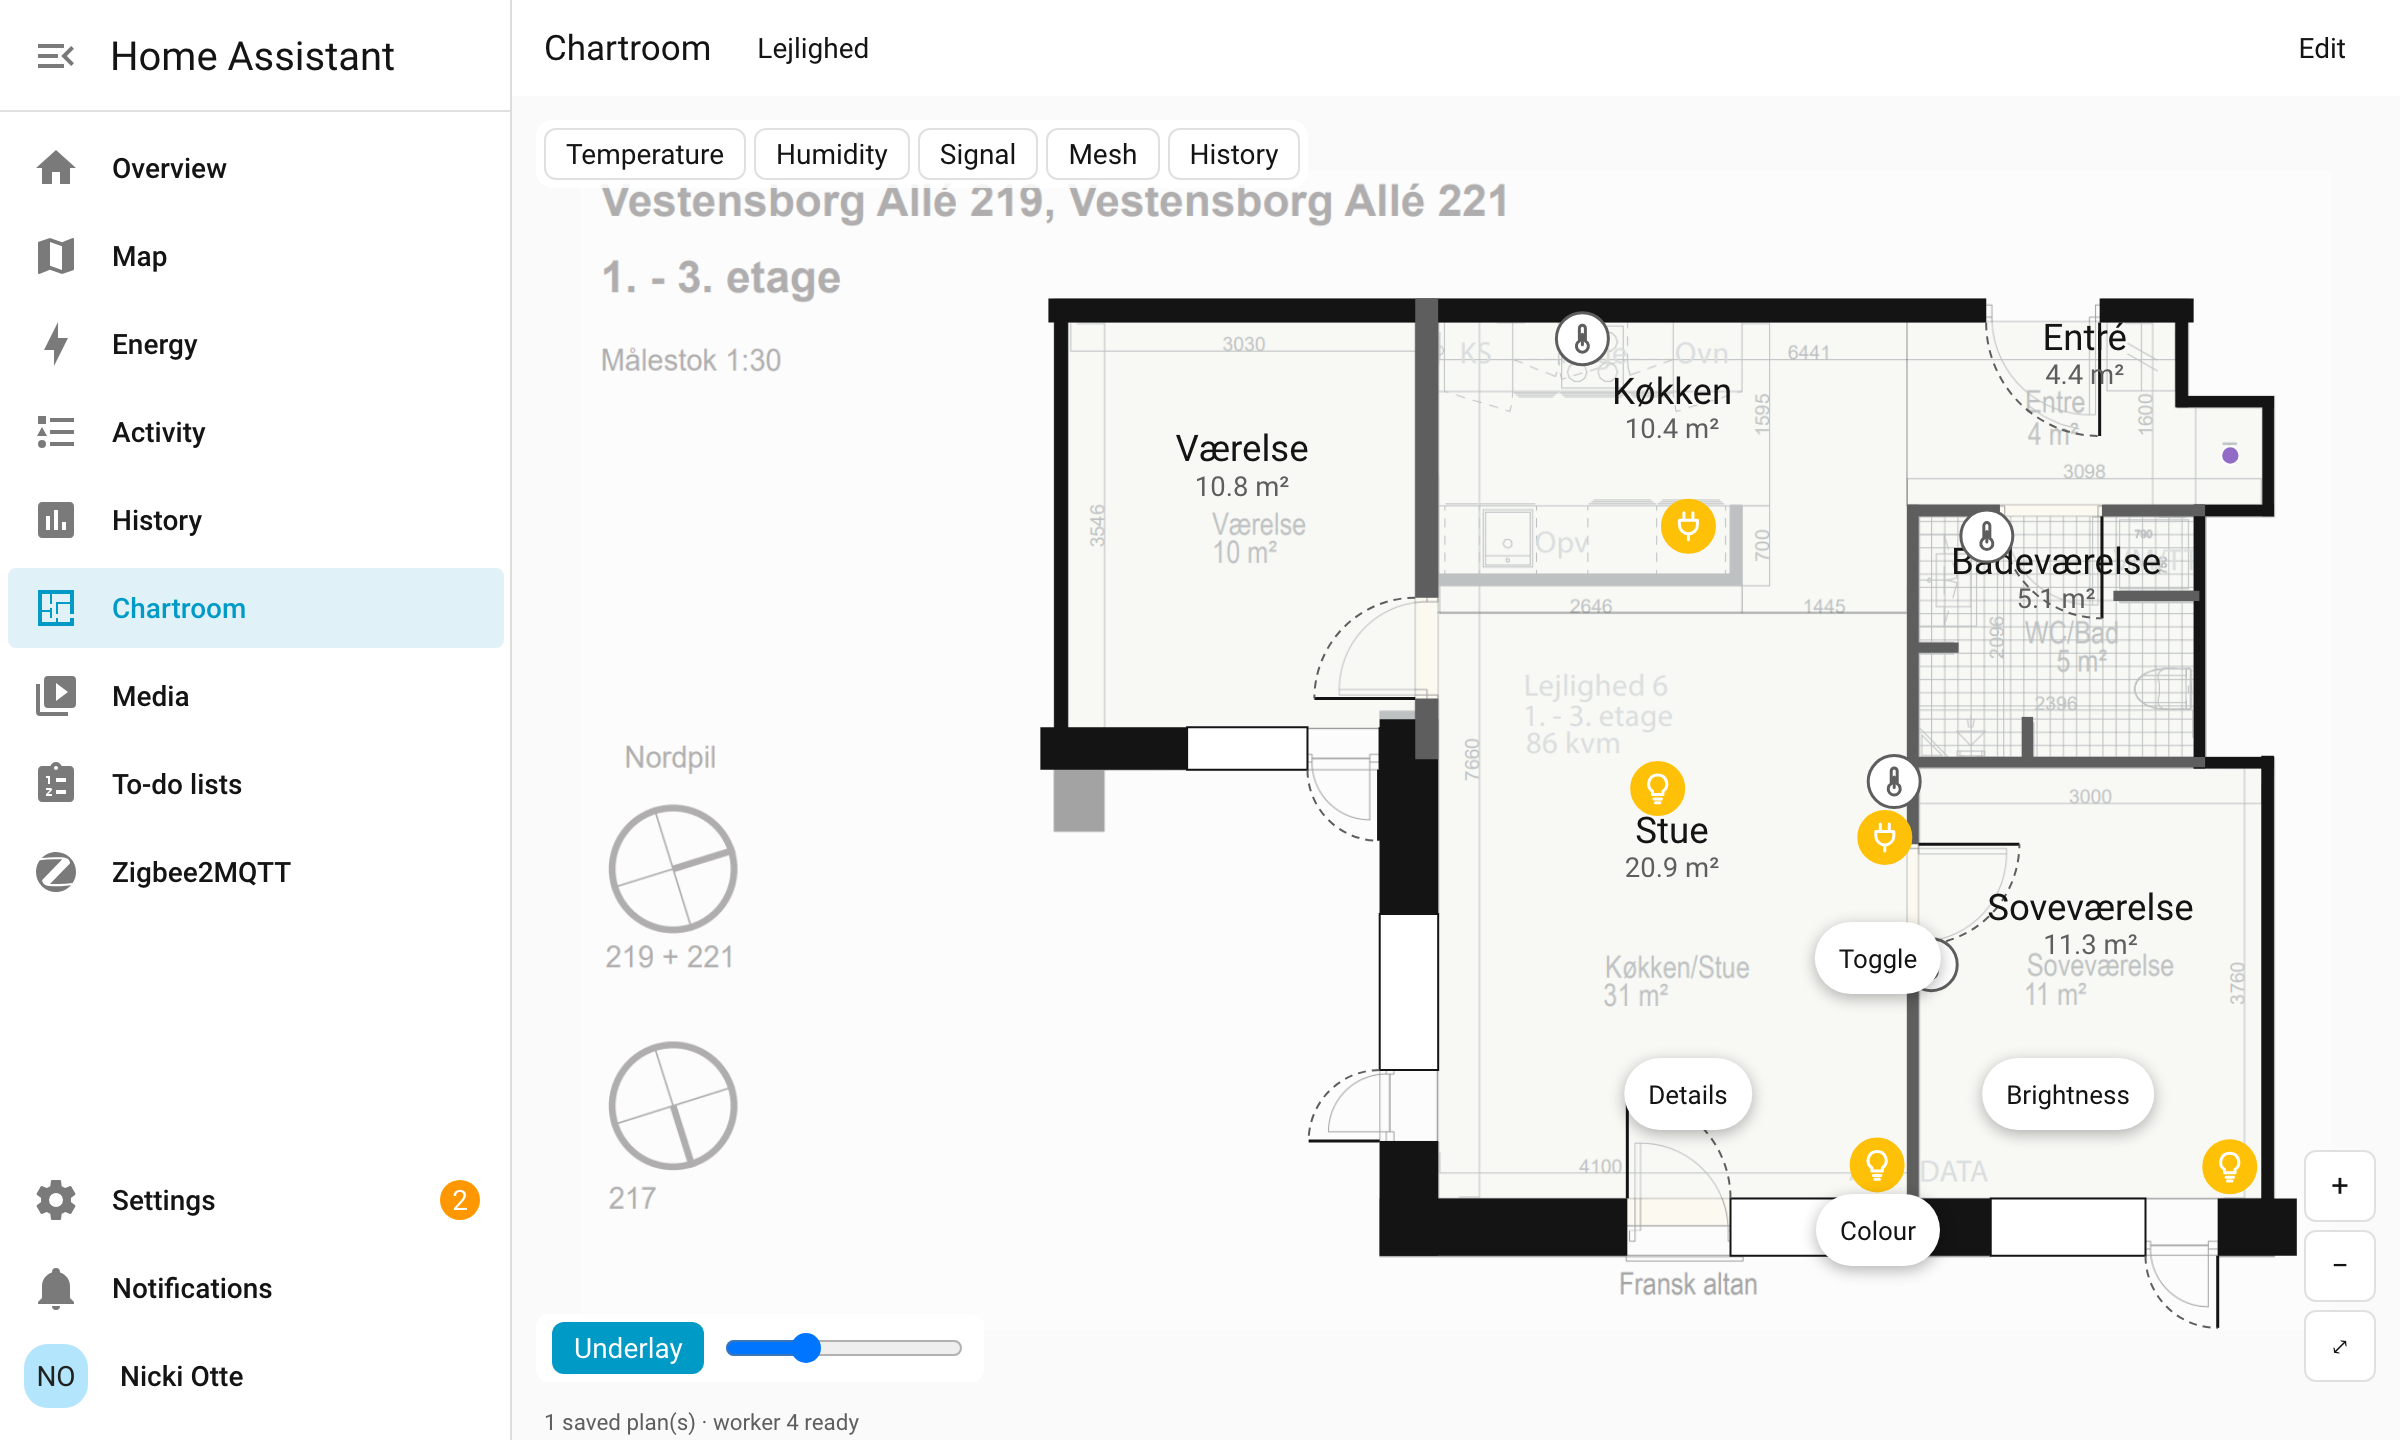 Home Assistant
Overview
Map
Energy
Activity
History
Chartroom
Media
To-do lists
Zigbee2MQTT
Settings
2
Notifications
NO
Nicki Otte
Chartroom
Lejlighed
Edit
Temperature
Humidity
Signal
Mesh
History
Vestensborg Allé 219, Vestensborg Allé 221
1. - 3. etage
Målestok 1:30
Nordpil
219 + 221
217
3030
Værelse
10.8 m²
Værelse
10 m²
3546
KS
Ovn
6441
Køkken
10.4 m²
1595
Opv
700
2646
1445
Entré
4.4 m²
Entre
4 m²
1600
3098
700
Badeværelse
5.1 m²
WC/Bad
5 m²
2096
2396
Lejlighed 6
1. - 3. etage
86 kvm
7660
Stue
20.9 m²
Køkken/Stue
31 m²
3000
Soveværelse
11.3 m²
Soveværelse
11 m²
3760
Toggle
Details
Brightness
Colour
4100
DATA
Fransk altan
+
−
Underlay
1 saved plan(s) · worker 4 ready